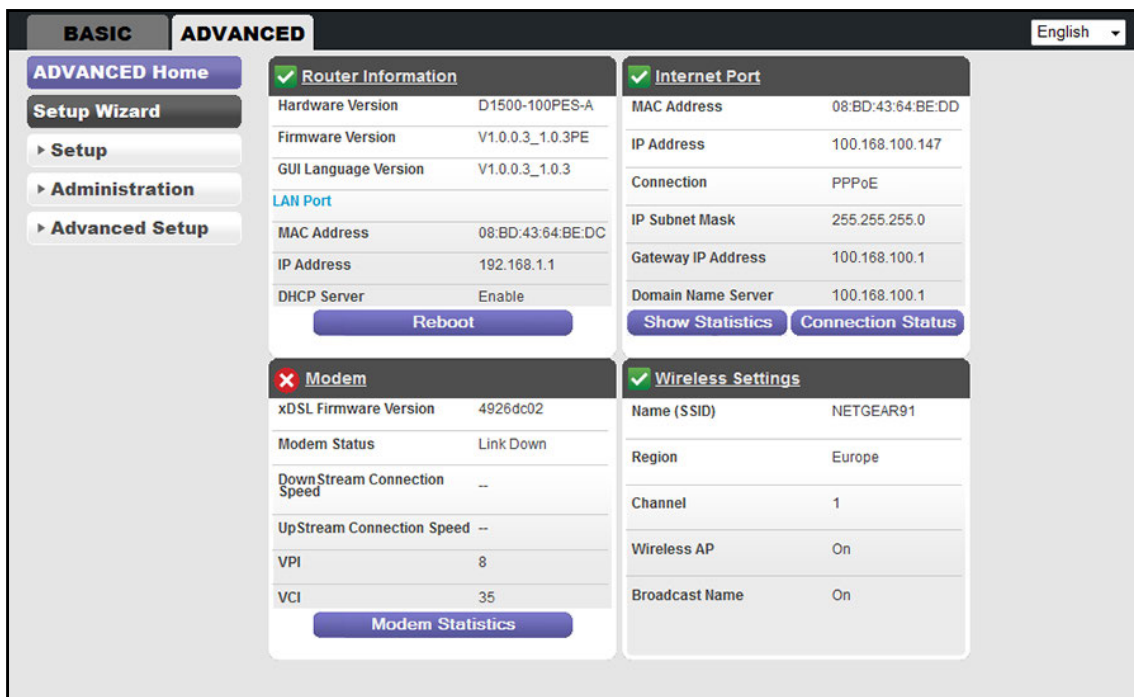 BASIC
ADVANCED
English
ADVANCED Home
Setup Wizard
Setup
Administration
Advanced Setup
Router Information
Hardware Version D1500-100PES-A
Firmware Version V1.0.0.3_1.0.3PE
GUI Language Version V1.0.0.3_1.0.3
LAN Port
MAC Address 08:BD:43:64:BE:DC
IP Address 192.168.1.1
DHCP Server Enable
Reboot
Internet Port
MAC Address 08:BD:43:64:BE:DD
IP Address 100.168.100.147
Connection PPPoE
IP Subnet Mask 255.255.255.0
Gateway IP Address 100.168.100.1
Domain Name Server 100.168.100.1
Show Statistics Connection Status
Modem
xDSL Firmware Version 4926dc02
Modem Status Link Down
DownStream Connection
Speed --
UpStream Connection Speed --
VPI 8
VCI 35
Modem Statistics
Wireless Settings
Name (SSID) NETGEAR91
Region Europe
Channel 1
Wireless AP On
Broadcast Name On